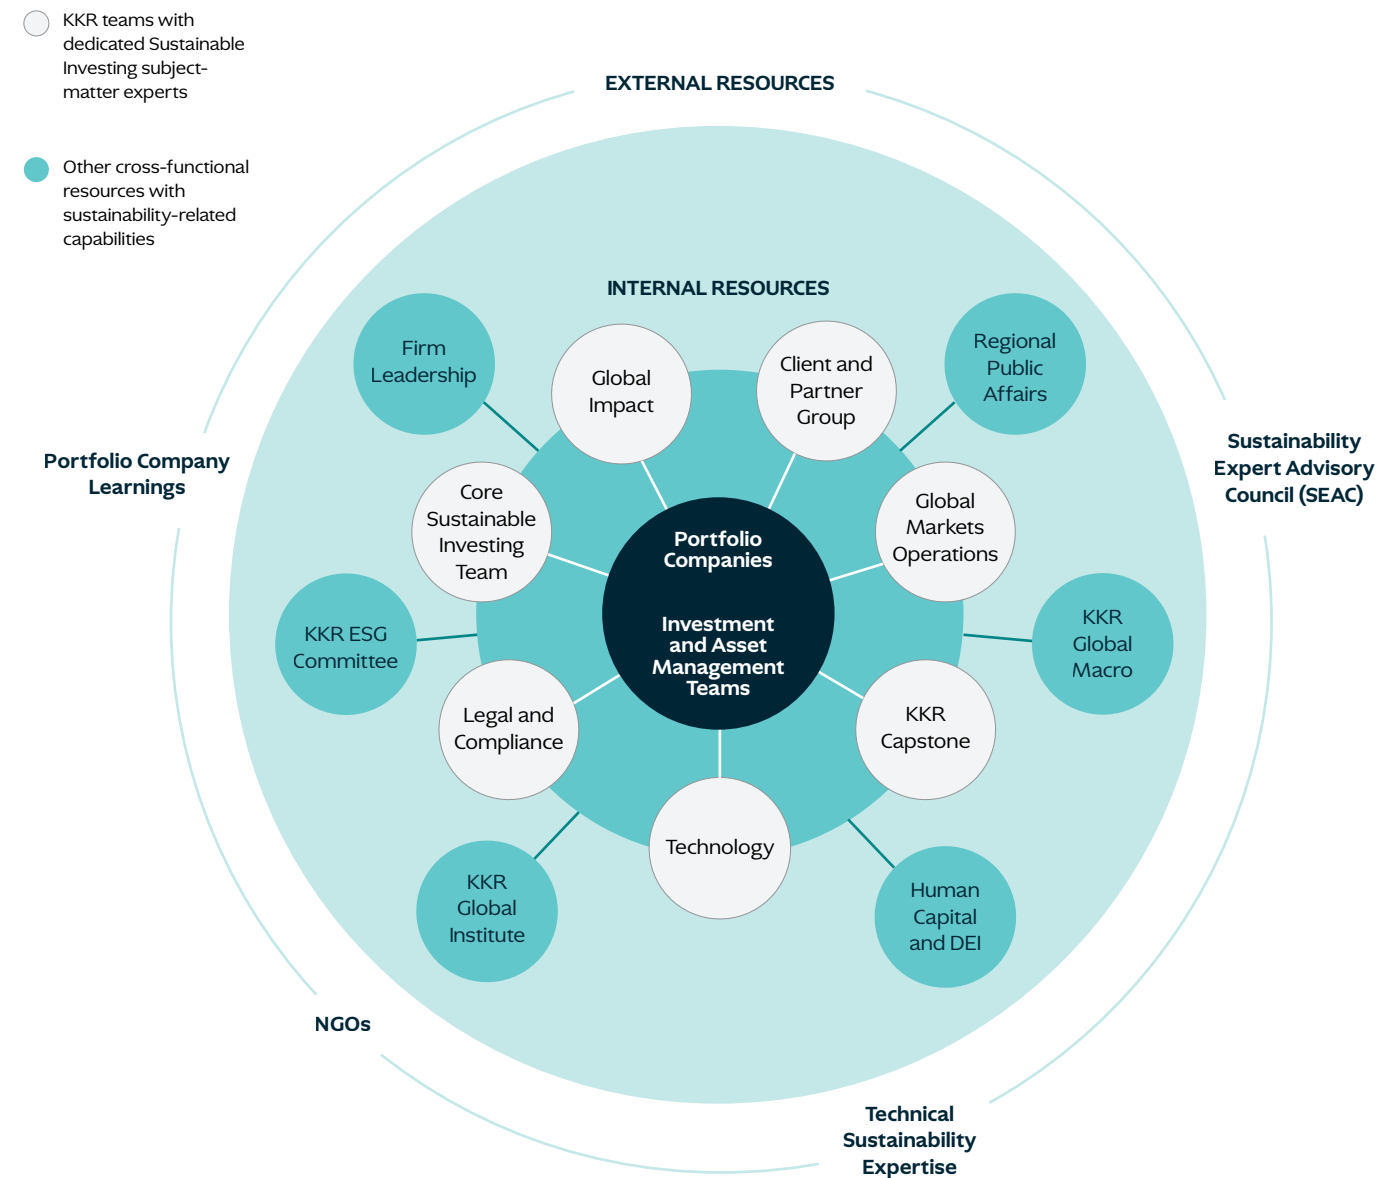 KKR teams with
dedicated Sustainable
Investing subject-
matter experts
Other cross-functional
resources with
sustainability-related
capabilities
EXTERNAL RESOURCES
INTERNAL RESOURCES
Firm
Leadership
Global
Impact
Client and
Partner
Group
Regional
Public
Affairs
Portfolio Company
Learnings
Sustainability
Expert Advisory
Council (SEAC)
Core
Sustainable
Investing
Team
Global
Markets
Operations
Portfolio
Companies
Investment
and Asset
Management
Teams
KKR ESG
Committee
KKR
Global
Macro
Legal and
Compliance
KKR
Capstone
Technology
KKR
Global
Institute
Human
Capital
and DEI
NGOs
Technical
Sustainability
Expertise